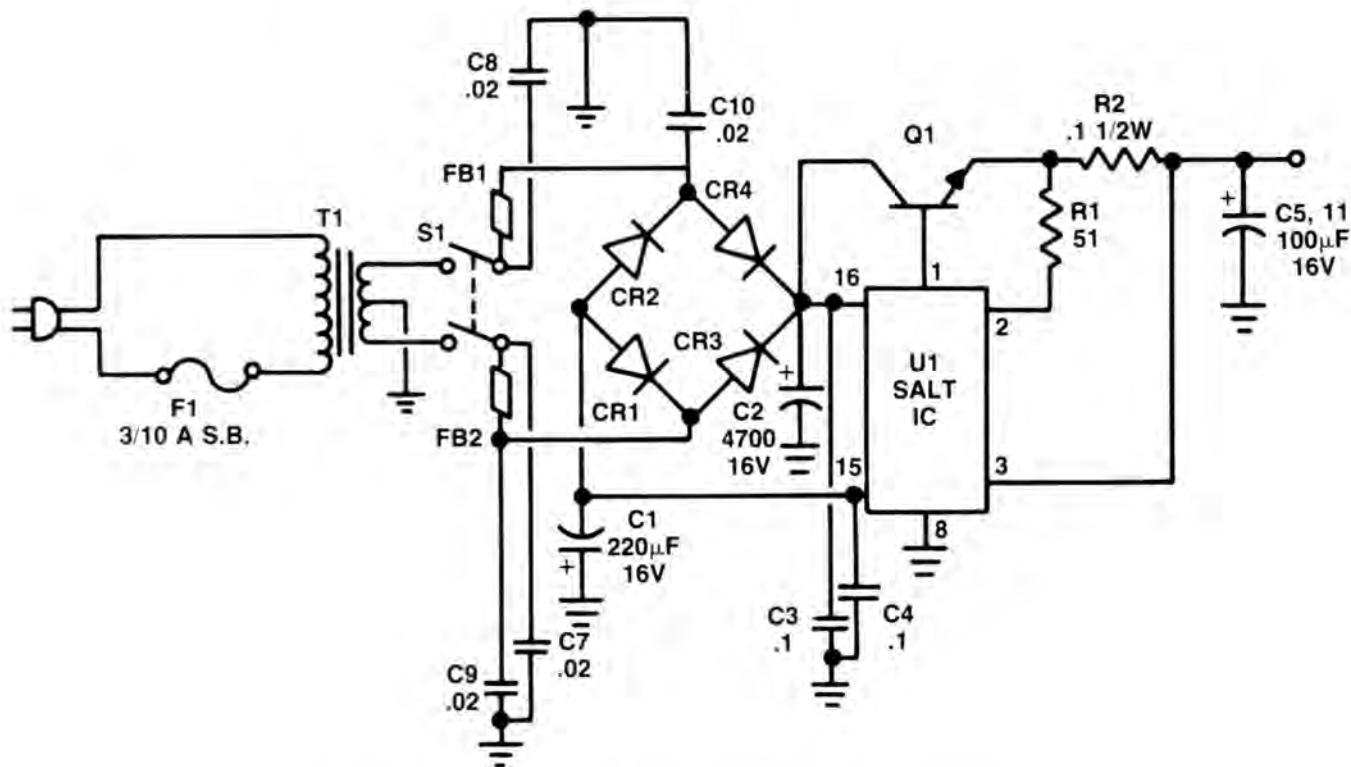 C8
.02
C10
.02
R2
.1 1/2W
Q1
FB1
CR4
T1
S1
R1
51
C5, 11
100μF
16V
+
16
1
2
CR2
CR3
U1
SALT
IC
+
F1
3/10 A S.B.
CR1
C2
4700
16V
FB2
15
3
8
C1
220μF
16V
+
C3
.1
C4
.1
C7
.02
C9
.02